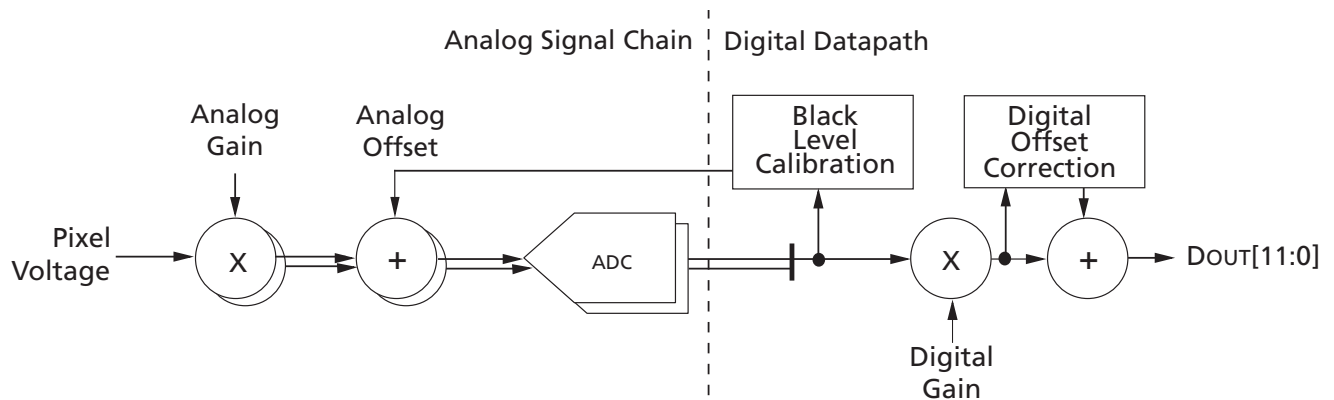 Analog Signal Chain
Digital Datapath
Analog
Gain
Analog
Offset
Black
Level
Calibration
Digital
Offset
Correction
Pixel
Voltage
X
+
ADC
X
+
DOUT[11:0]
Digital
Gain